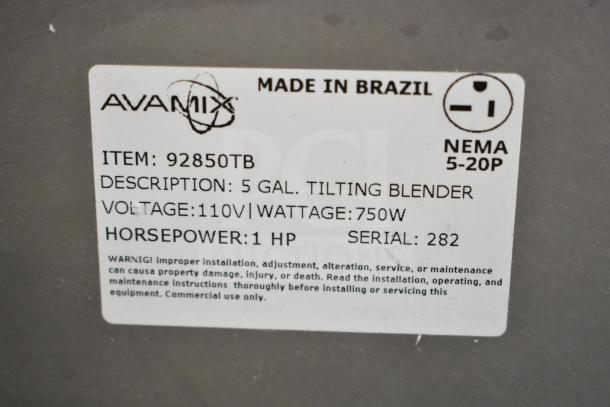 AVAMIX
MADE IN BRAZIL
NEMA
5-20P
ITEM: 92850TB
DESCRIPTION: 5 GAL. TILTING BLENDER
VOLTAGE:110V| WATTAGE:750W
HORSEPOWER:1 HP SERIAL: 282
WARNIG! Improper installation, adjustment, alteration, service, or maintenance
can causa property damage, injury, or death. Read the installation, operating, and
maintenance instructions thoroughly before installing or servicing this
equipment. Commercial use only.